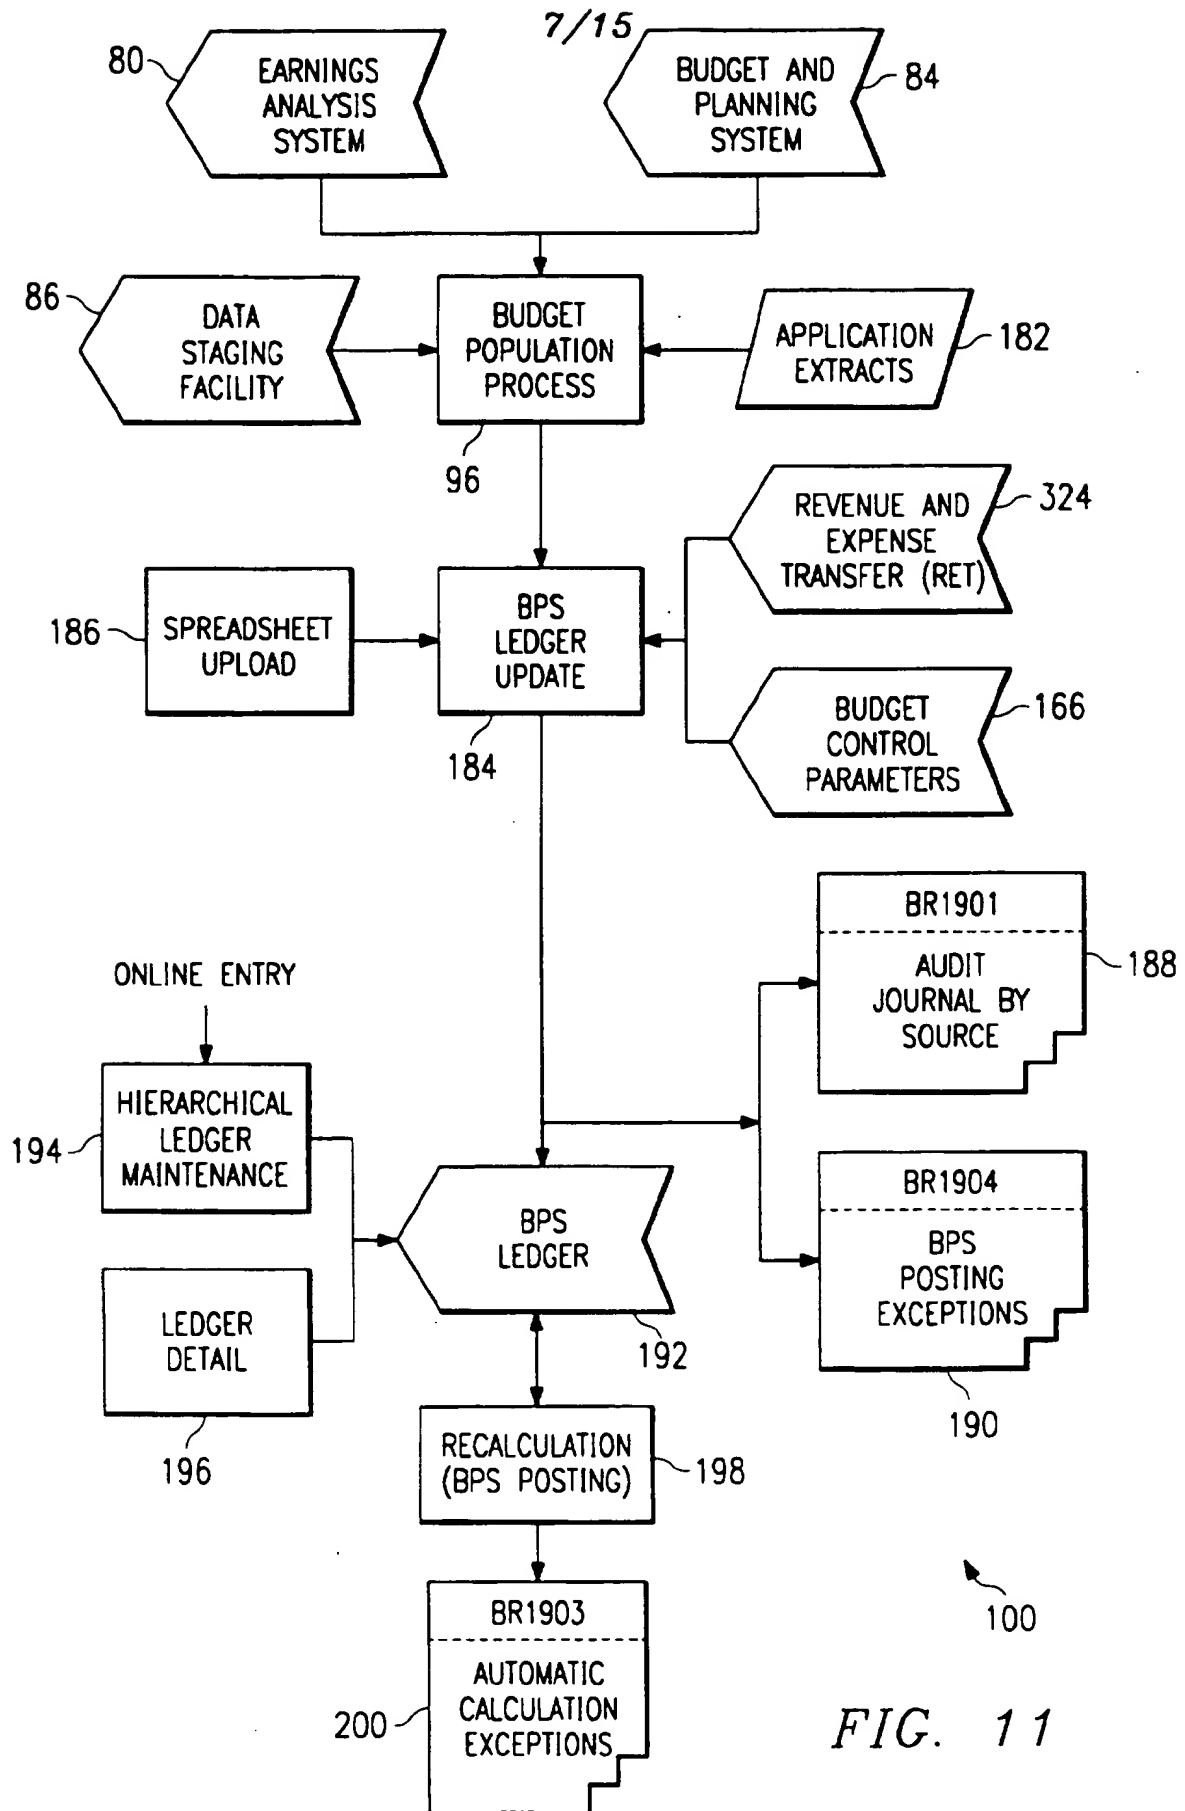 7/15
80
EARNINGS
ANALYSIS
SYSTEM
BUDGET AND
PLANNING
SYSTEM
84
86
DATA
STAGING
FACILITY
BUDGET
POPULATION
PROCESS
APPLICATION
EXTRACTS
182
96
REVENUE AND
EXPENSE
TRANSFER (RET)
324
186
SPREADSHEET
UPLOAD
BPS
LEDGER
UPDATE
184
BUDGET
CONTROL
PARAMETERS
166
BR1901
AUDIT
JOURNAL BY
SOURCE
188
ONLINE ENTRY
194
HIERARCHICAL
LEDGER
MAINTENANCE
BR1904
BPS
POSTING
EXCEPTIONS
190
BPS
LEDGER
192
LEDGER
DETAIL
196
RECALCULATION
(BPS POSTING)
198
BR1903
AUTOMATIC
CALCULATION
EXCEPTIONS
200
100
FIG. 11